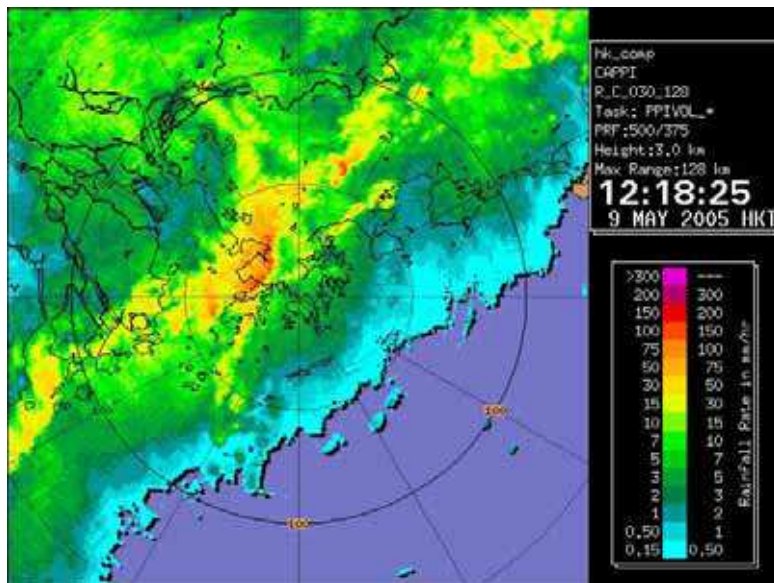 hk_comp
CAPPI
R_C_030_128
Task: PPIVOL_*
PRF:500/375
Height:3.0 km
Max Range:128 km
12:18:25
9 MAY 2005 HKT
>300 ---
200 300
150 200
100 150
75 100
50 75
30 50
15 30
10 15
7 10
5 7
3 5
2 3
1 2
0.50 1
0.15 0.50
Rainfall Rate in mm/hr
100
100